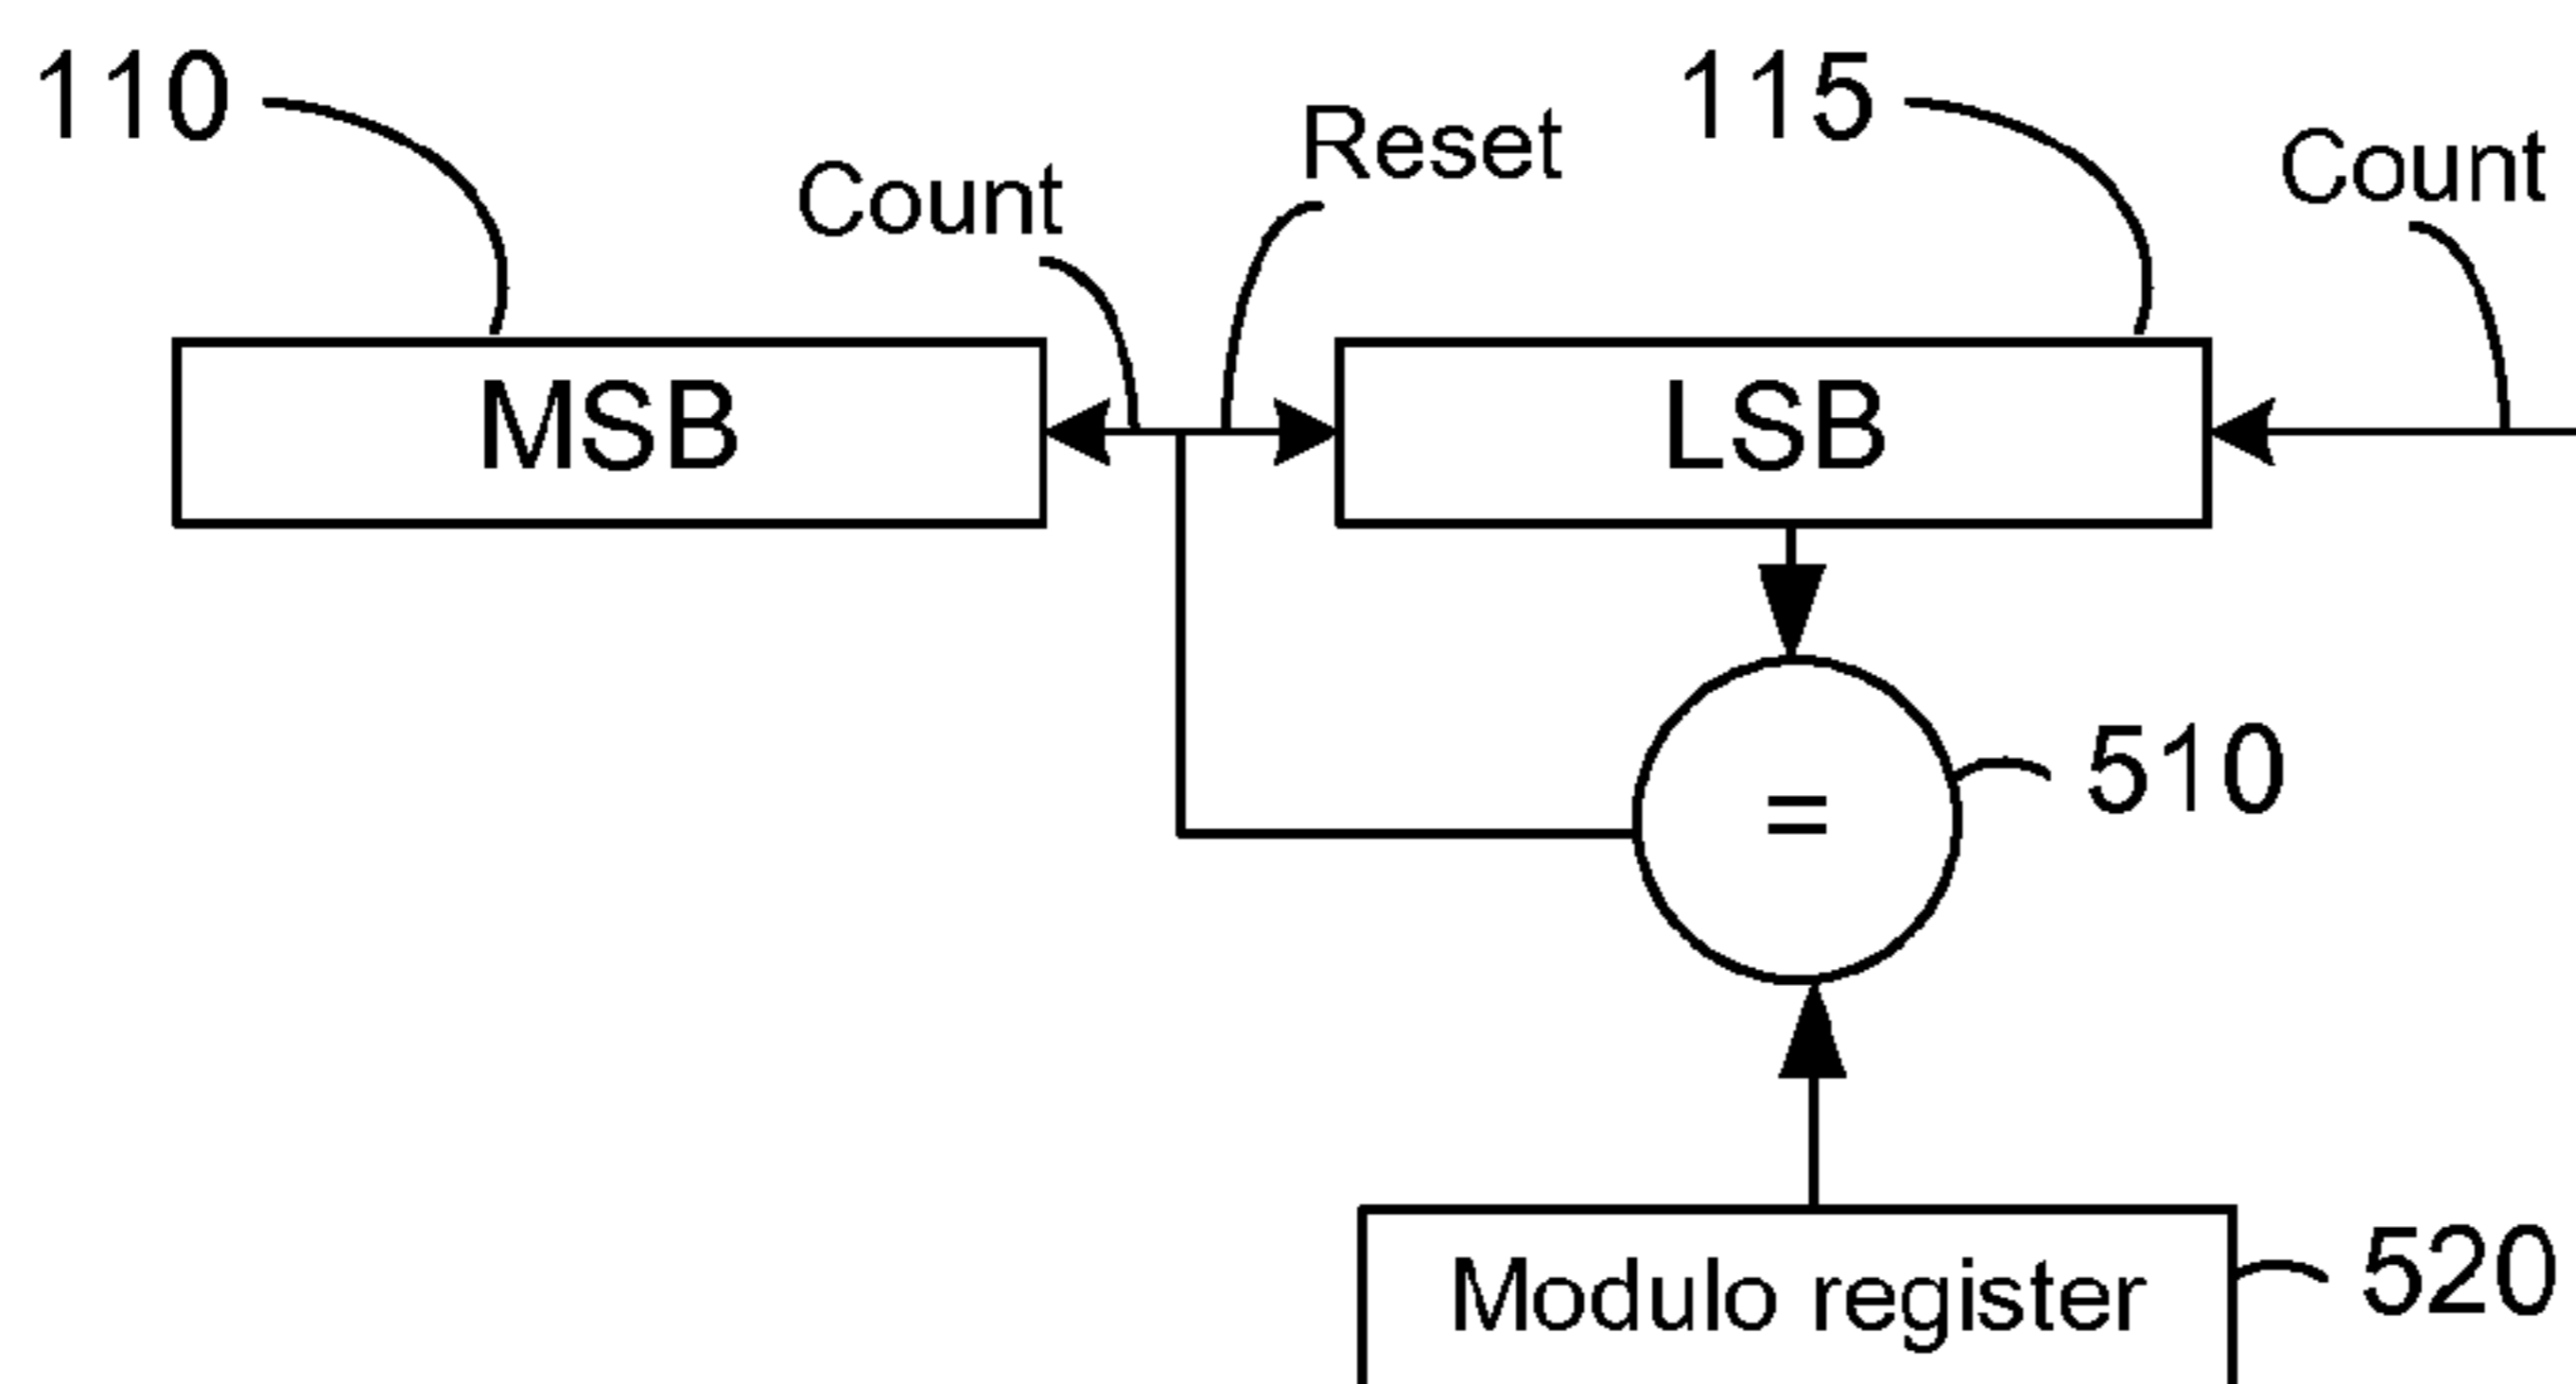 110
Count
Reset
115
Count
MSB
LSB
=
510
Modulo register
520